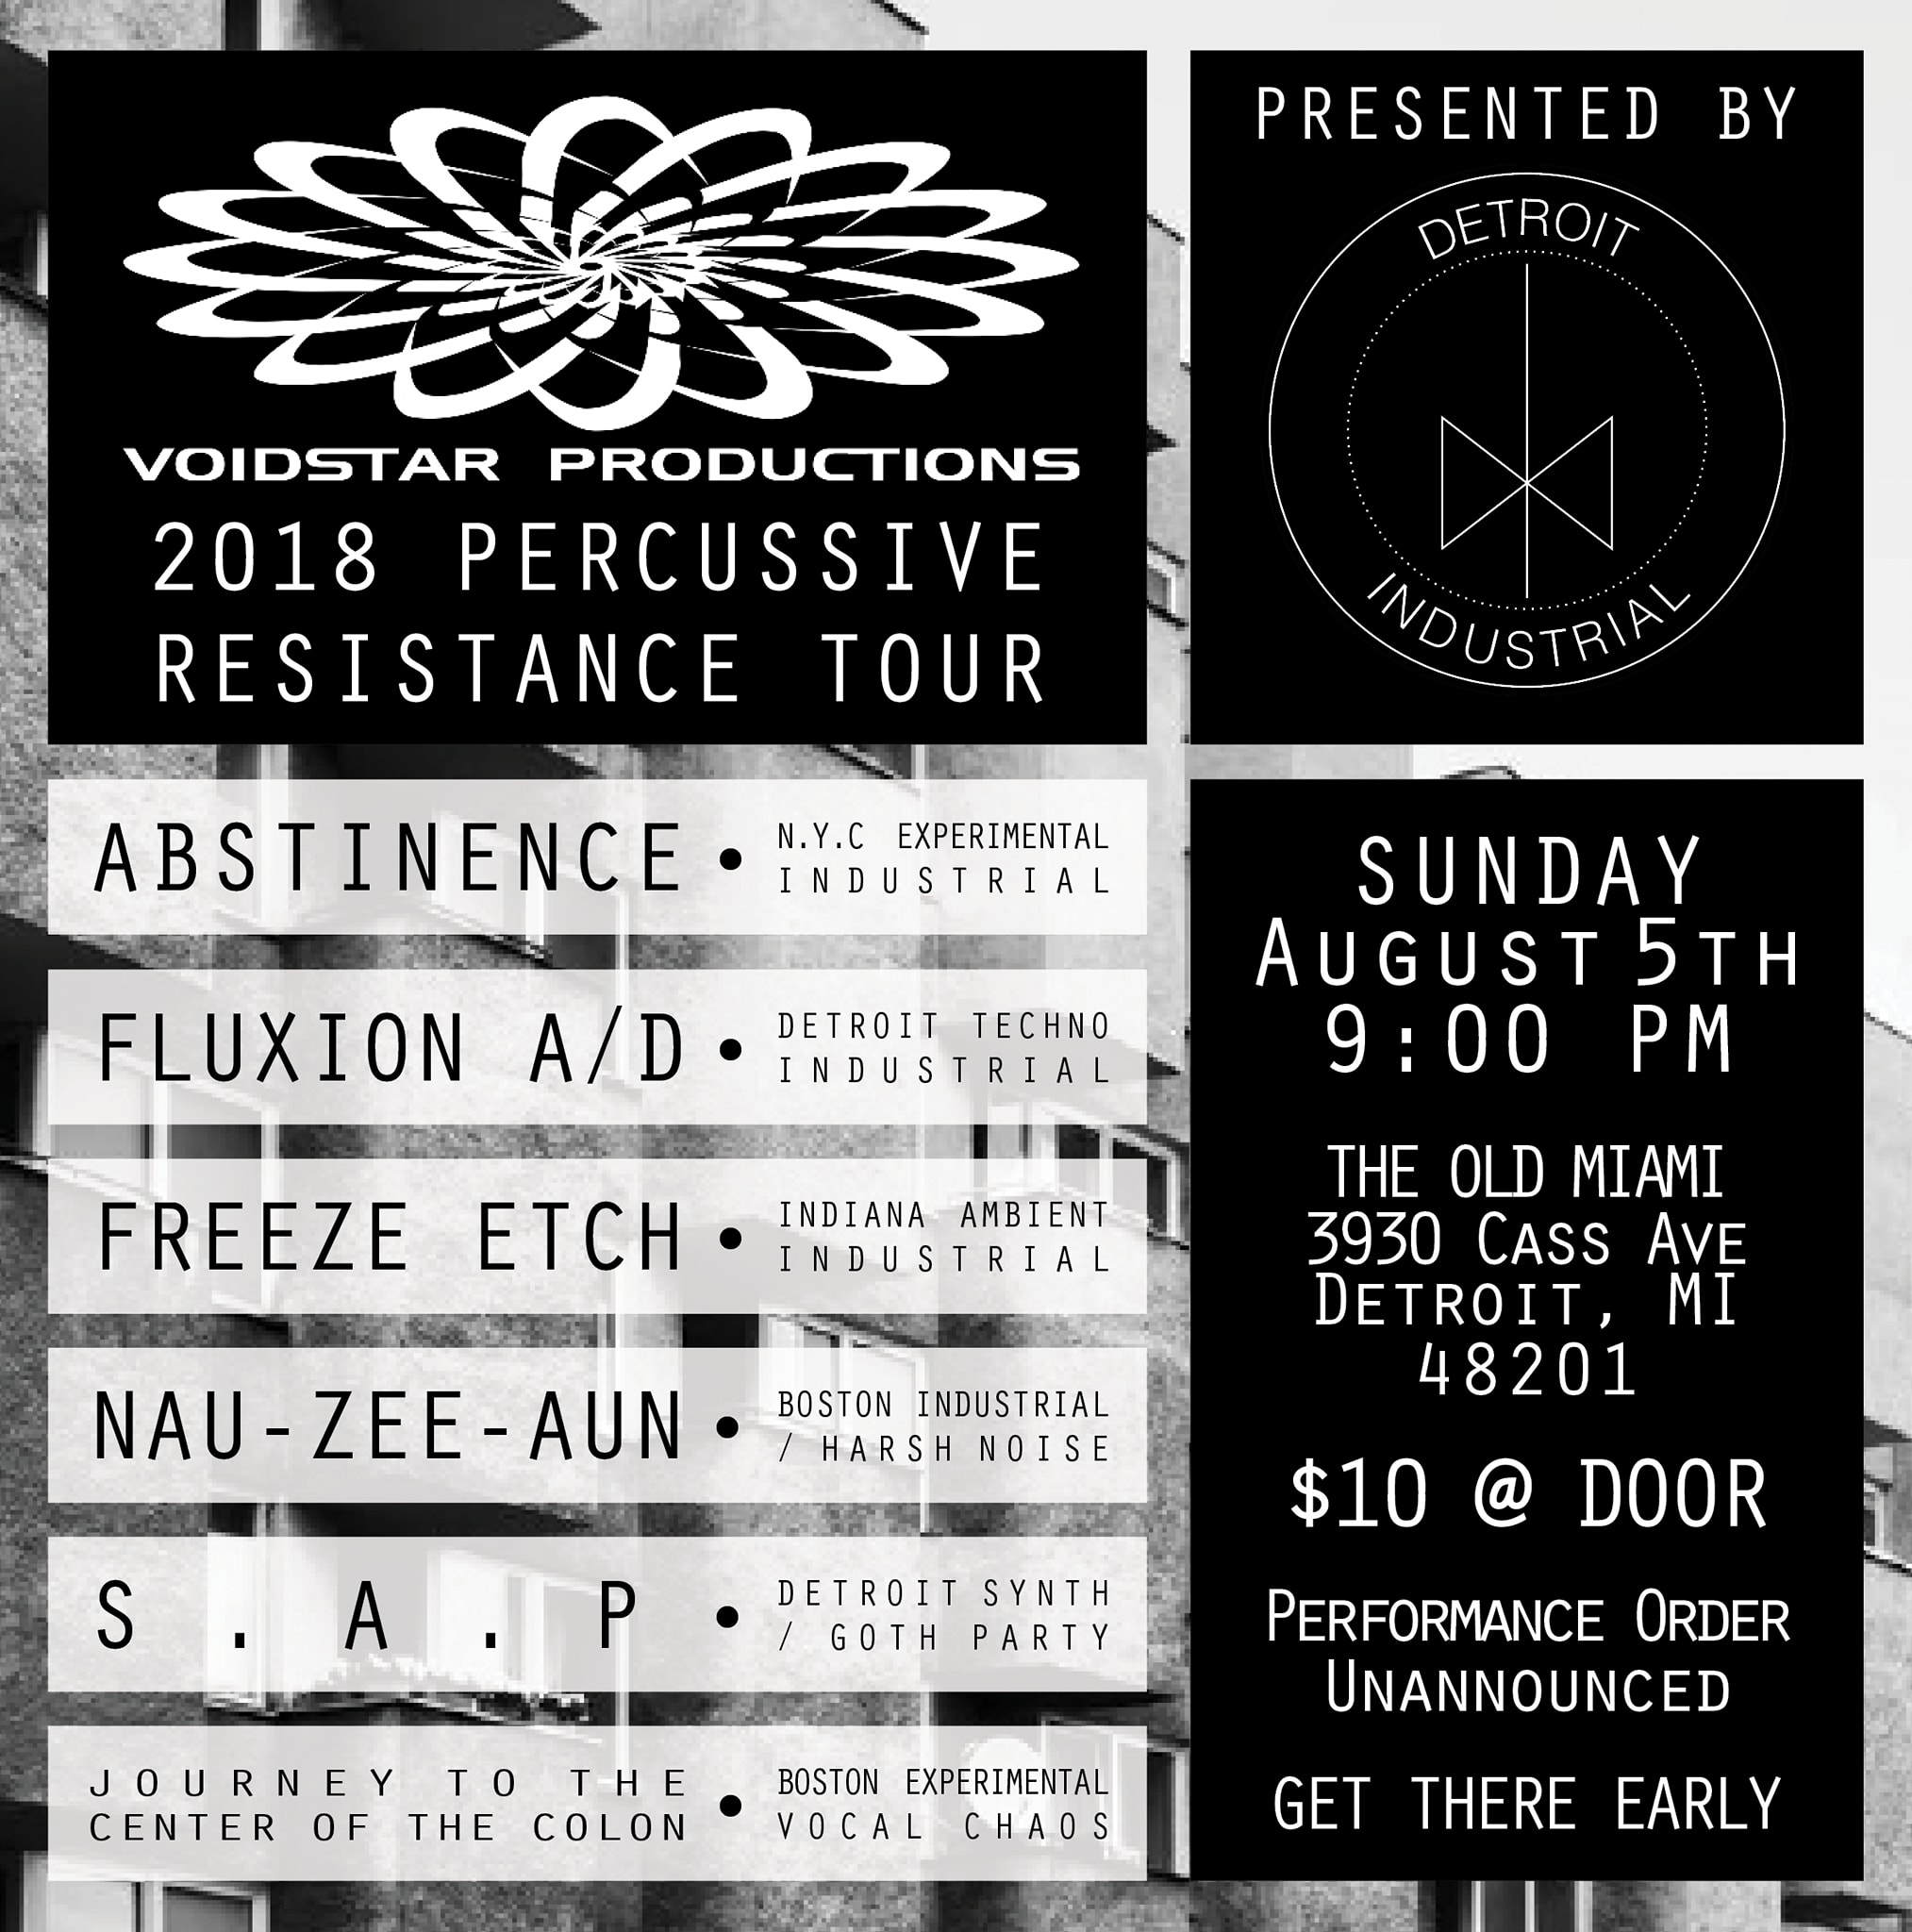 VOIDSTAR PRODUCTIONS
2018 PERCUSSIVE
RESISTANCE TOUR
PRESENTED BY
DETROIT
INDUSTRIAL
ABSTINENCE •
N.Y.C EXPERIMENTAL
INDUSTRIAL
FLUXION A/D •
DETROIT TECHNO
INDUSTRIAL
FREEZE ETCH •
INDIANA AMBIENT
INDUSTRIAL
NAU-ZEE-AUN •
BOSTON INDUSTRIAL
/ HARSH NOISE
S.A.P •
DETROIT SYNTH
/ GOTH PARTY
JOURNEY TO THE
CENTER OF THE COLON •
BOSTON EXPERIMENTAL
VOCAL CHAOS
SUNDAY
AUGUST 5TH
9:00 PM
THE OLD MIAMI
3930 CASS AVE
DETROIT, MI
48201
$10 @ DOOR
PERFORMANCE ORDER
UNANNOUNCED
GET THERE EARLY